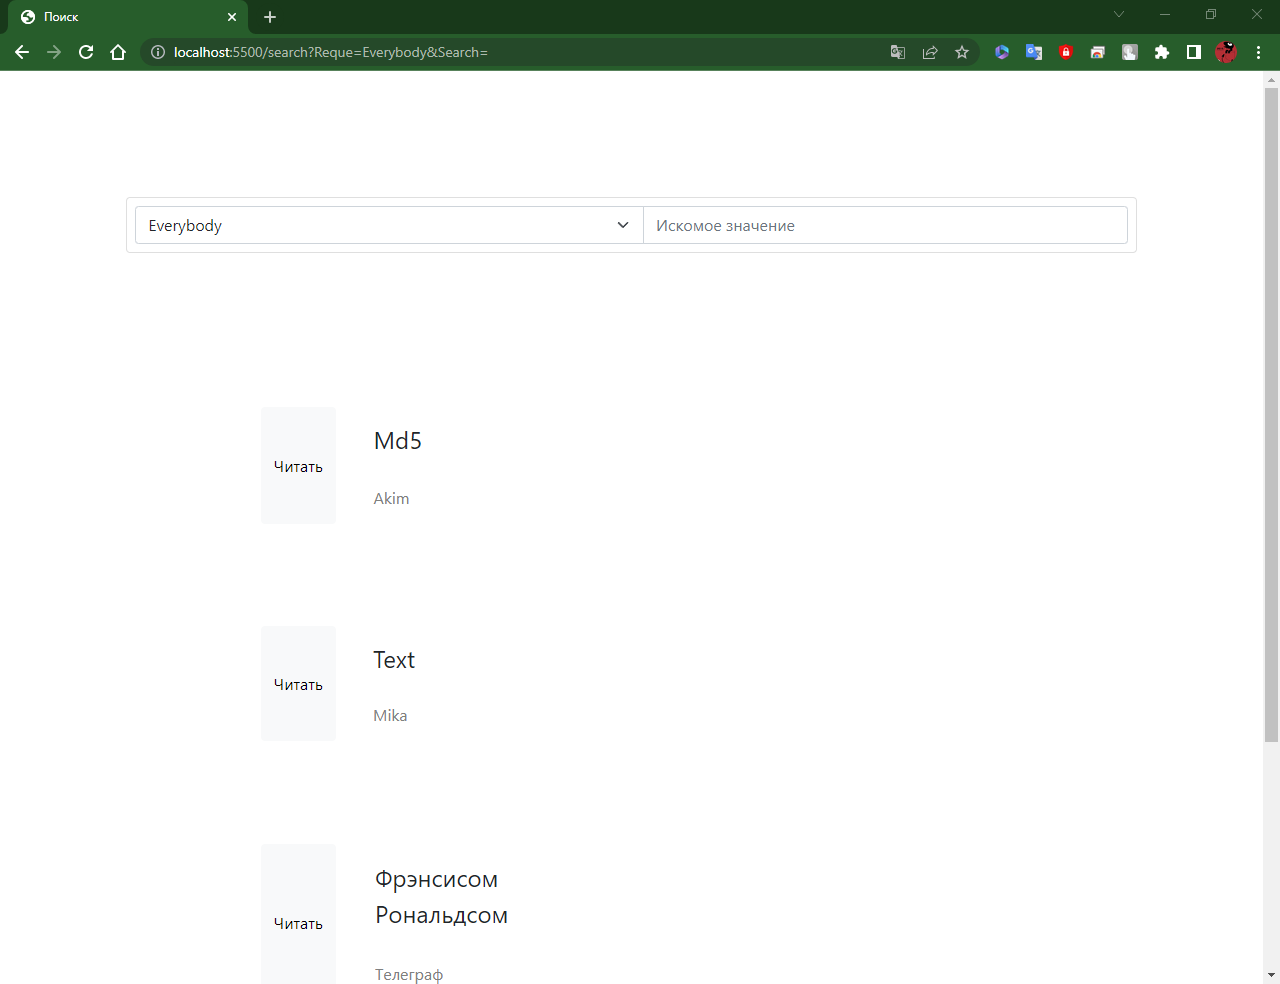 Поиск
localhost:5500/search?Reque=Everybody&Search=
Everybody
Искомое значение
Читать
Md5
Akim
Читать
Text
Mika
Читать
Фрэнсисом
Рональдсом
Телеграф